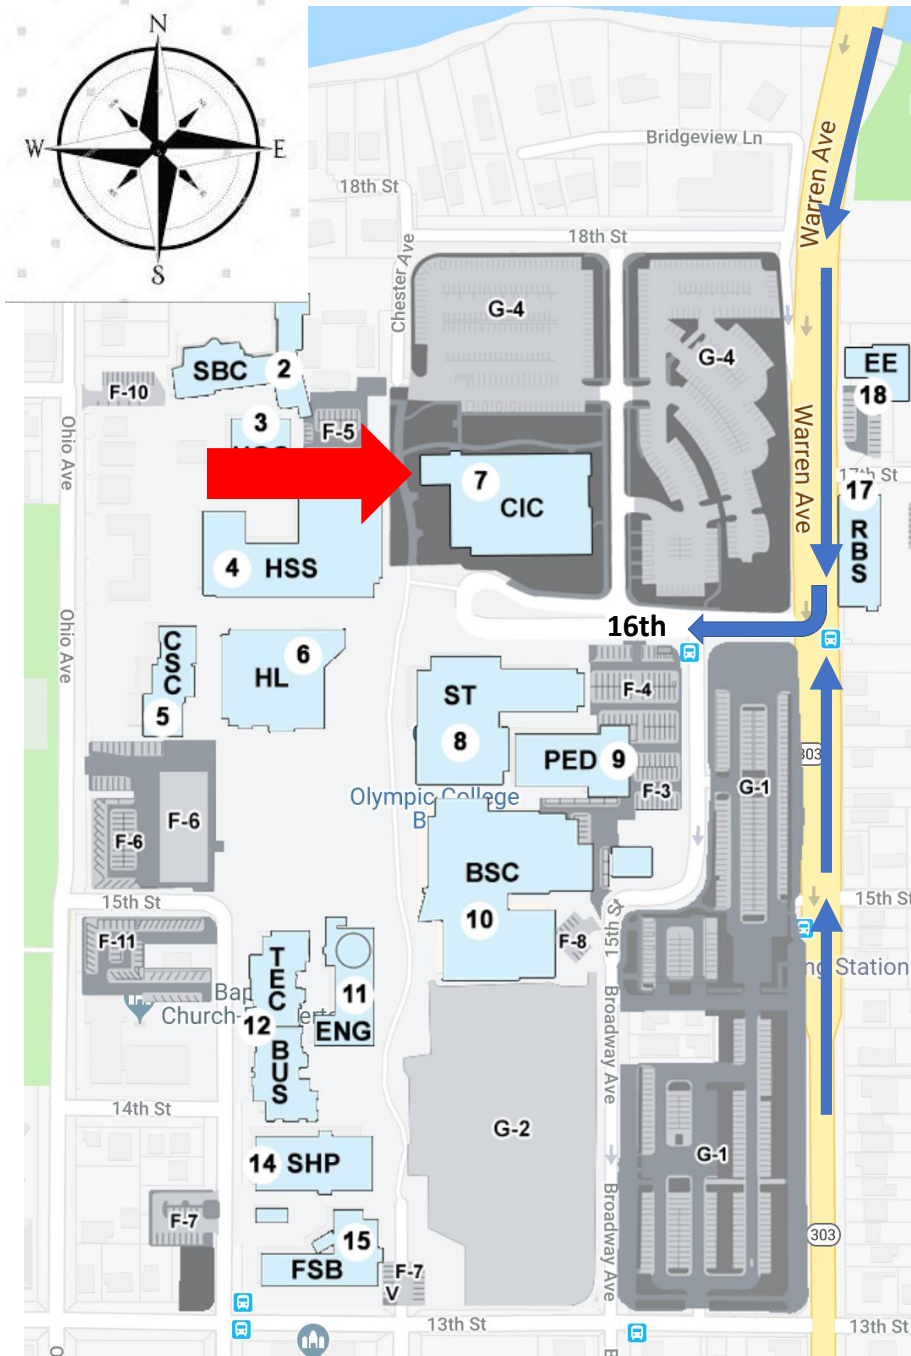 N
W
E
S
Bridgeview Ln
Warren Ave
18th St
18th St
Warren Ave
Chester Ave
G-4
G-4
SBC
2
EE
18
F-10
3
F-5
Ohio Ave
Warren Ave
17th St
17
7
CIC
RBS
4
HSS
Ohio Ave
16th
CSC
5
6
HL
ST
8
F-4
PED
9
F-3
303
G-1
Olympic College
B
F-6
F-6
BSC
10
15th St
15th St
15th S
F-11
F-8
ng Station
TEC
11
Bap
Church
12
ENG
BUS
Broadway Ave
14th St
G-2
G-1
14
SHP
Broadway Ave
F-7
15
FSB
F-7
V
303
13th St
13th St